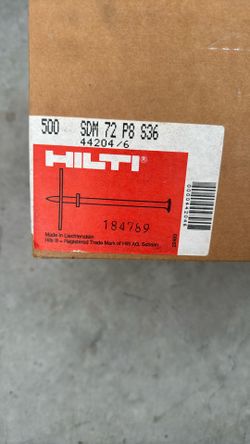 500 SDM 72 P8 S36
44204/6
HILTI®
184769
Made in Liechtenstein
Hilti ® = Registered Trade Mark of Hilti AG, Schaan